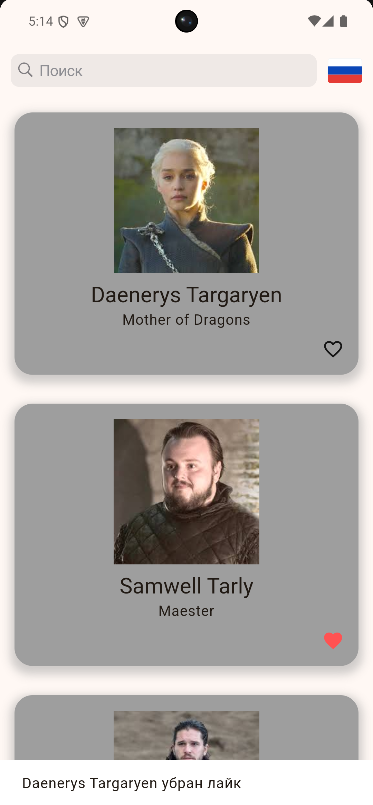 5:14
Поиск
Daenerys Targaryen
Mother of Dragons
Samwell Tarly
Maester
Daenerys Targaryen убран лайк